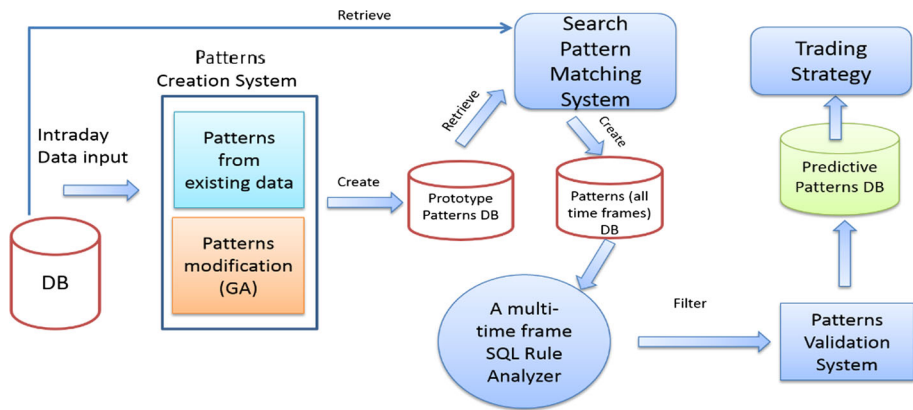 Retrieve
Patterns
Creation System
Intraday
Data input
DB
Patterns
from
existing data
Patterns
modification
(GA)
Create
Prototype
Patterns DB
Retrieve
Search
Pattern
Matching
System
Create
Patterns (all
time frames)
DB
A multi-
time frame
SQL Rule
Analyzer
Filter
Patterns
Validation
System
Predictive
Patterns DB
Trading
Strategy